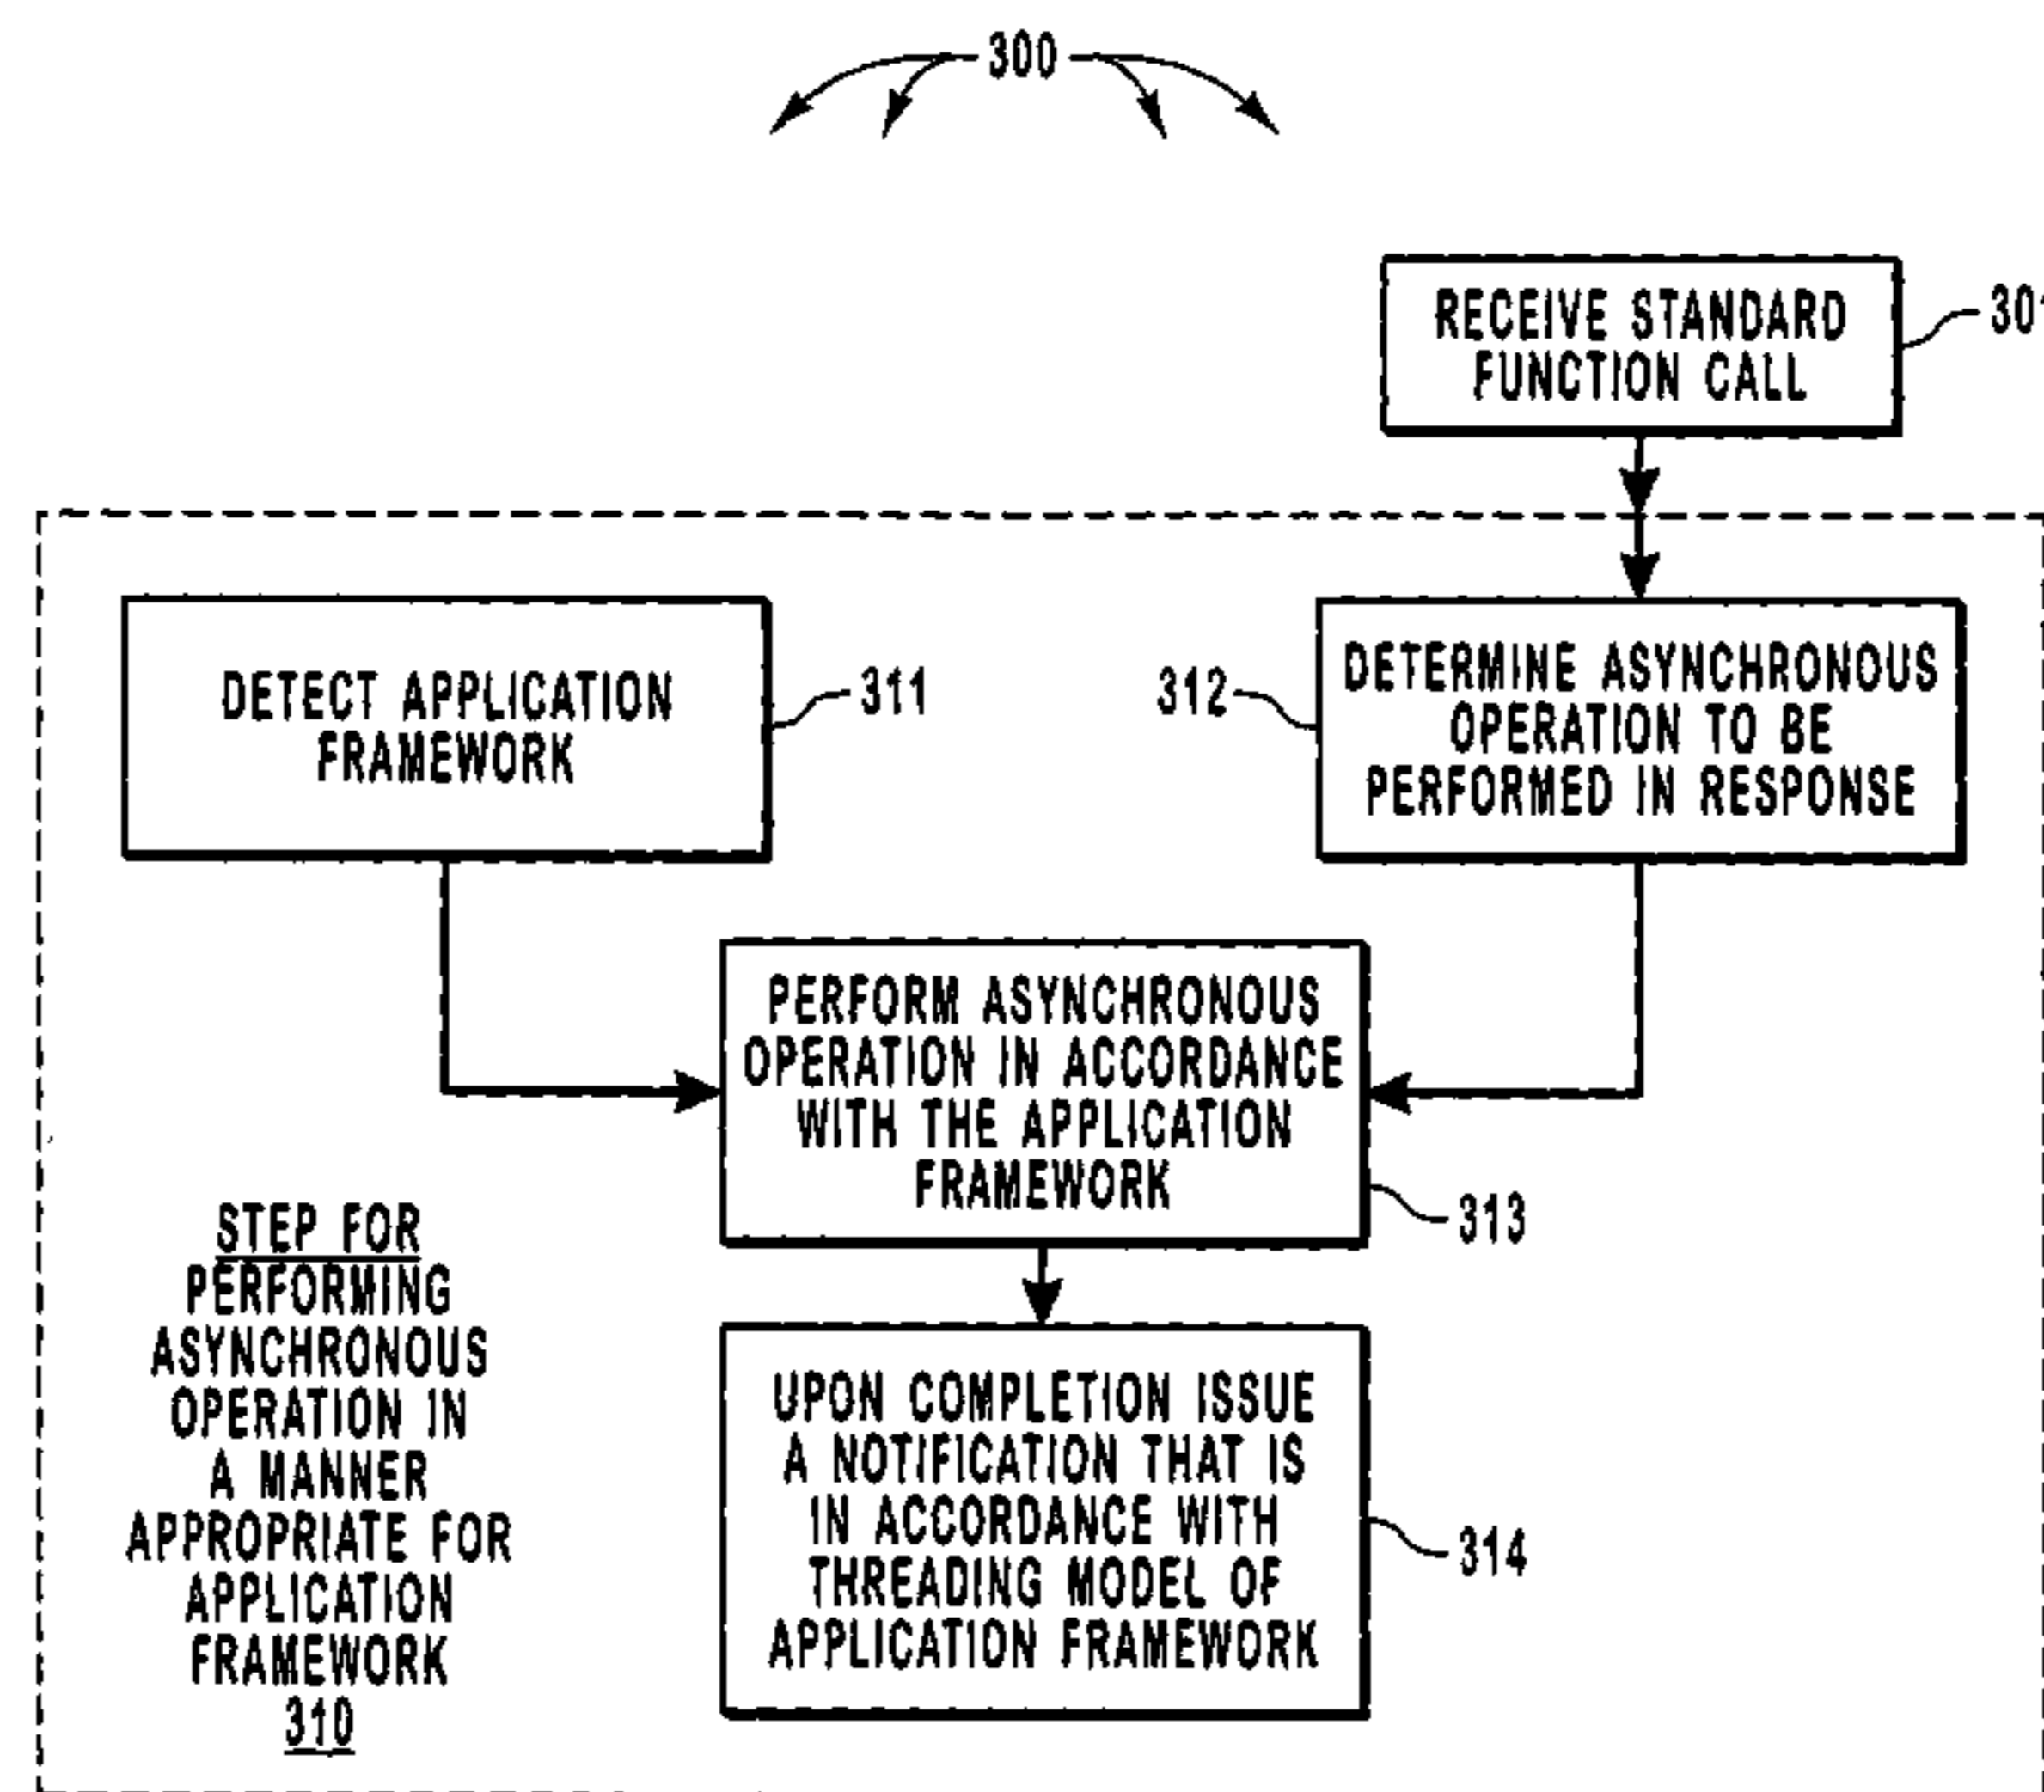 300
RECEIVE STANDARD
FUNCTION CALL
DETECT APPLICATION
FRAMEWORK
311
312
DETERMINE ASYNCHRONOUS
OPERATION TO BE
PERFORMED IN RESPONSE
PERFORM ASYNCHRONOUS
OPERATION IN ACCORDANCE
WITH THE APPLICATION
FRAMEWORK
313
STEP FOR
PERFORMING
ASYNCHRONOUS
OPERATION IN
A MANNER
APPROPRIATE FOR
APPLICATION
FRAMEWORK
310
UPON COMPLETION ISSUE
A NOTIFICATION THAT IS
IN ACCORDANCE WITH
THREADING MODEL OF
APPLICATION FRAMEWORK
314